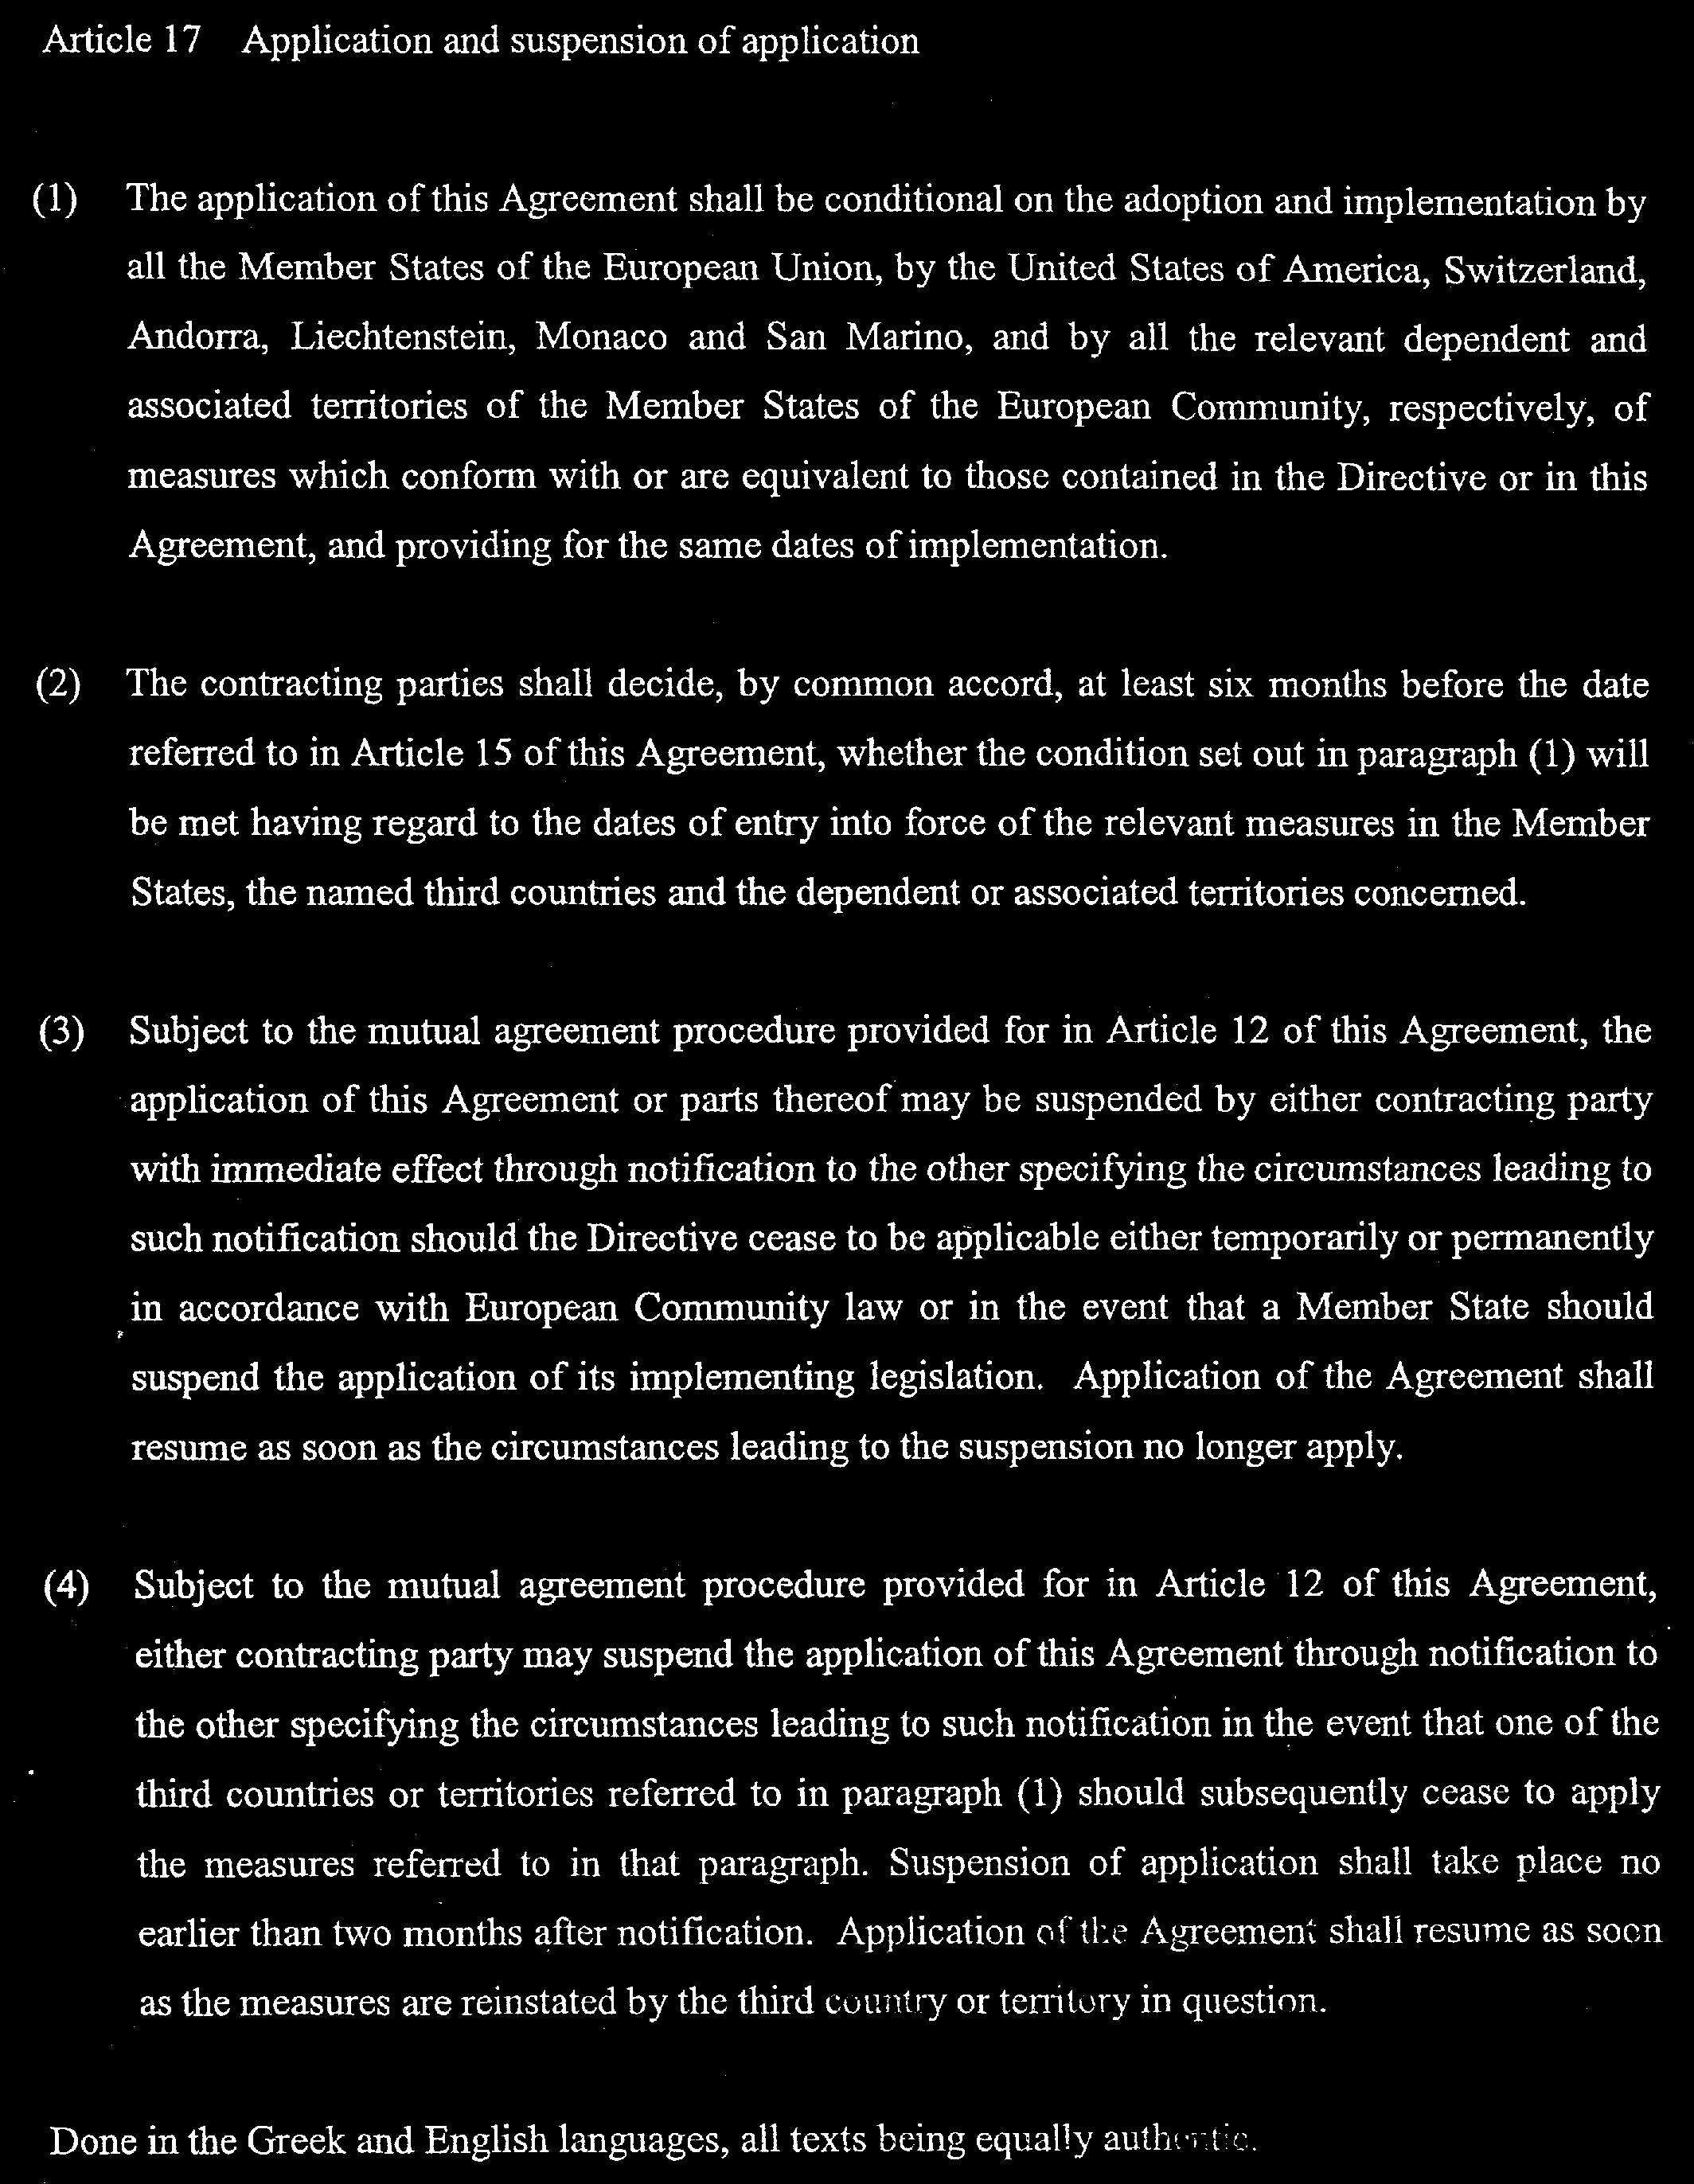 Article 17 Application and suspension of application
(1) The application of this Agreement shall be conditional on the adoption and implementation by
all the Member States of the European Union, by the United States of America, Switzerland,
Andorra, Liechtenstein, Monaco and San Marino, and by all the relevant dependent and
associated territories of the Member States of the European Community, respectively, of
measures which conform with or are equivalent to those contained in the Directive or in this
Agreement, and providing for the same dates of implementation.
(2) The contracting parties shall decide, by common accord, at least six months before the date
referred to in Article 15 of this Agreement, whether the condition set out in paragraph (1) will
be met having regard to the dates of entry into force of the relevant measures in the Member
States, the named third countries and the dependent or associated territories concerned.
(3) Subject to the mutual agreement procedure provided for in Article 12 of this Agreement, the
application of this Agreement or parts thereof may be suspended by either contracting party
with immediate effect through notification to the other specifying the circumstances leading to
such notification should the Directive cease to be applicable either temporarily or permanently
in accordance with European Community law or in the event that a Member State should
suspend the application of its implementing legislation. Application of the Agreement shall
resume as soon as the circumstances leading to the suspension no longer apply.
(4) Subject to the mutual agreement procedure provided for in Article 12 of this Agreement,
either contracting party may suspend the application of this Agreement through notification to
the other specifying the circumstances leading to such notification in the event that one of the
third countries or territories referred to in paragraph (1) should subsequently cease to apply
the measures referred to in that paragraph. Suspension of application shall take place no
earlier than two months after notification. Application of the Agreement shall resume as soon
as the measures are reinstated by the third country or territory in question.
Done in the Greek and English languages, all texts being equally authentic.